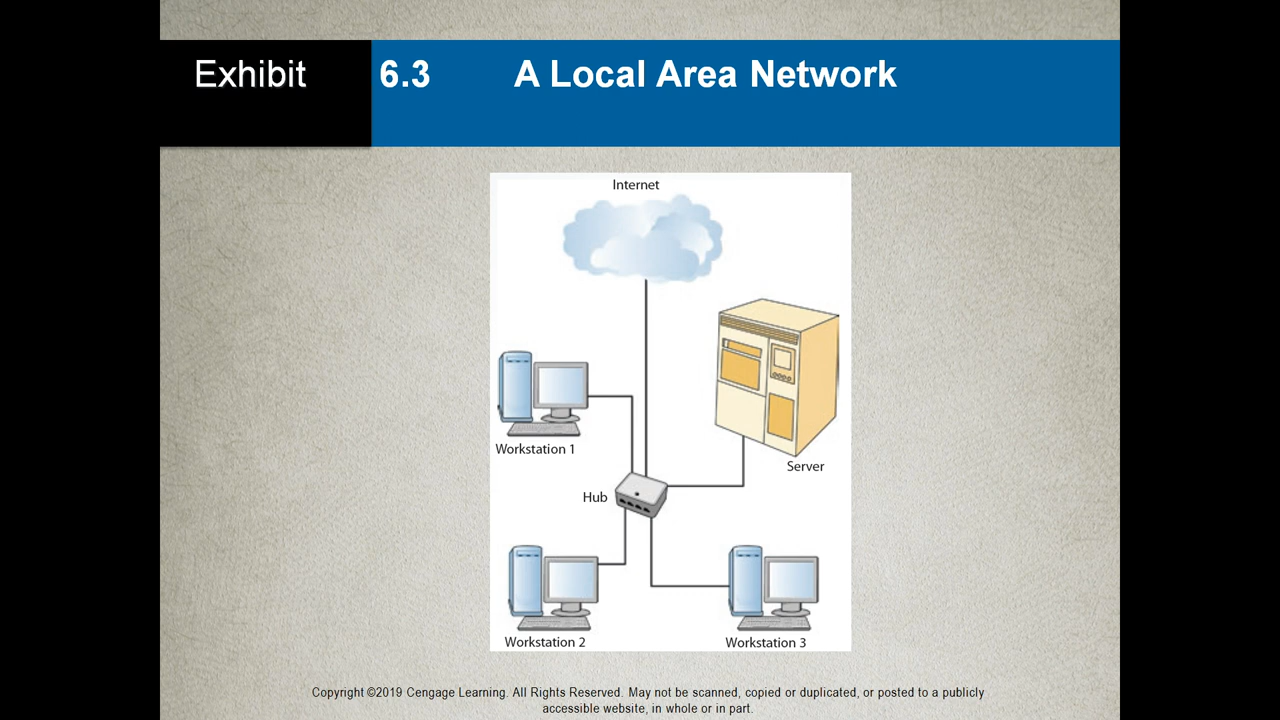 Exhibit 6.3 A Local Area Network
Internet
Workstation 1
Server
Hub
Workstation 2
Workstation 3
Copyright ©2019 Cengage Learning. All Rights Reserved. May not be scanned, copied or duplicated, or posted to a publicly
accessible website, in whole or in part.